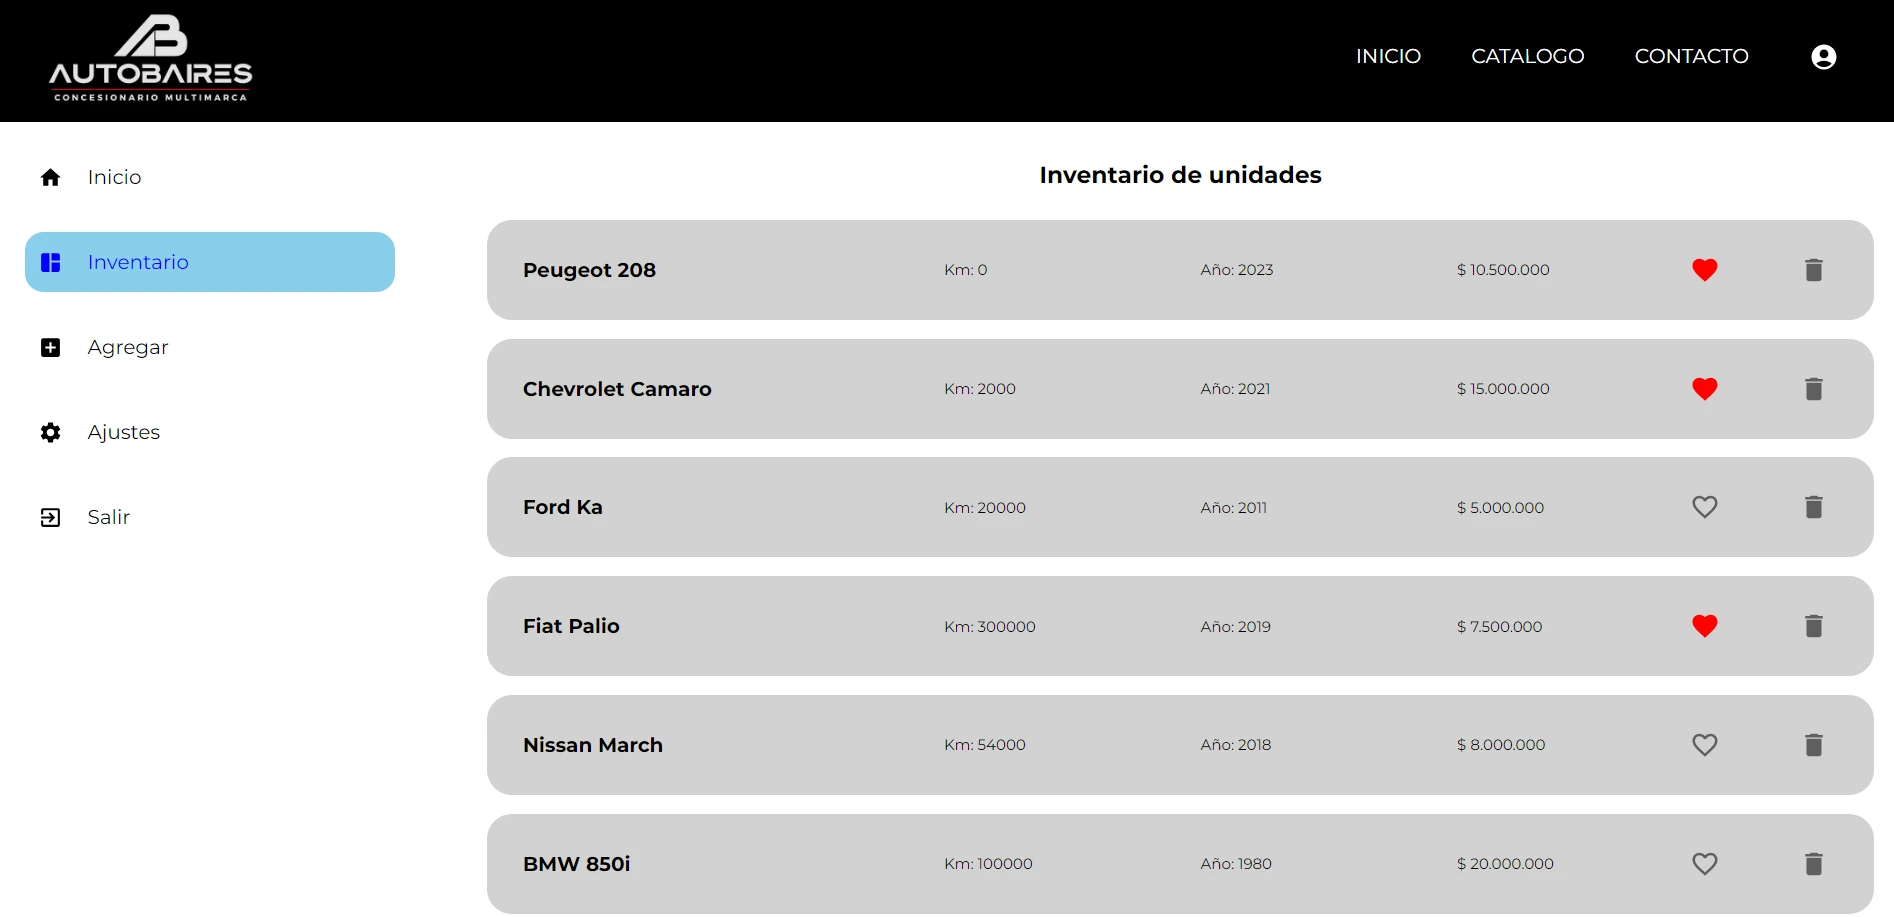 AUTOBAIRES
CONCESIONARIO MULTIMARCA
INICIO CATALOGO CONTACTO
Inicio
Inventario
Agregar
Ajustes
Salir
Inventario de unidades
Peugeot 208 Km: 0 Año: 2023 $ 10.500.000
Chevrolet Camaro Km: 2000 Año: 2021 $ 15.000.000
Ford Ka Km: 20000 Año: 2011 $ 5.000.000
Fiat Palio Km: 300000 Año: 2019 $ 7.500.000
Nissan March Km: 54000 Año: 2018 $ 8.000.000
BMW 850i Km: 100000 Año: 1980 $ 20.000.000